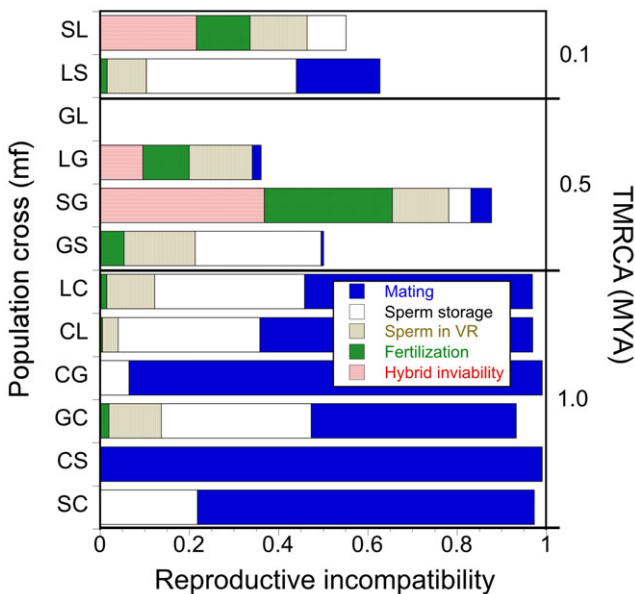 Population cross (mf)
SL
LS
GL
LG
SG
GS
LC
CL
CG
GC
CS
SC
0.1
0.5
1.0
TMRCA (MYA)
Mating
Sperm storage
Sperm in VR
Fertilization
Hybrid inviability
0 0.2 0.4 0.6 0.8 1
Reproductive incompatibility